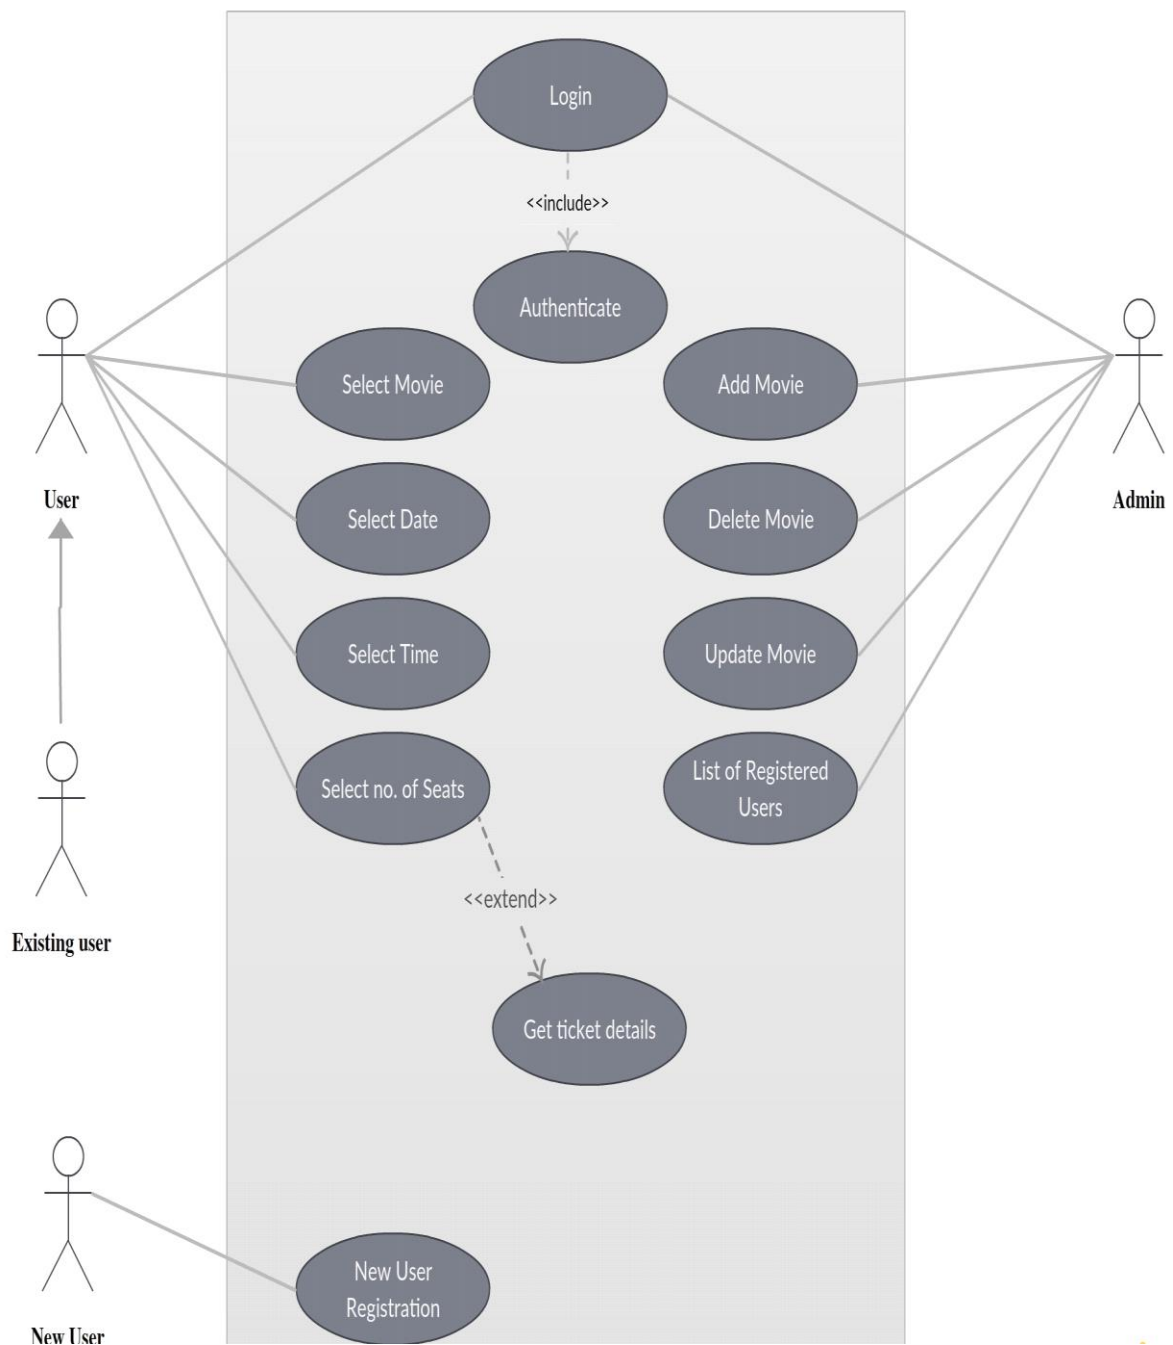 Login
<<include>>
Authenticate
Select Movie
Add Movie
User
Admin
Select Date
Delete Movie
Select Time
Update Movie
Select no. of Seats
List of Registered
Users
<<extend>>
Existing user
Get ticket details
New User
Registration
New User